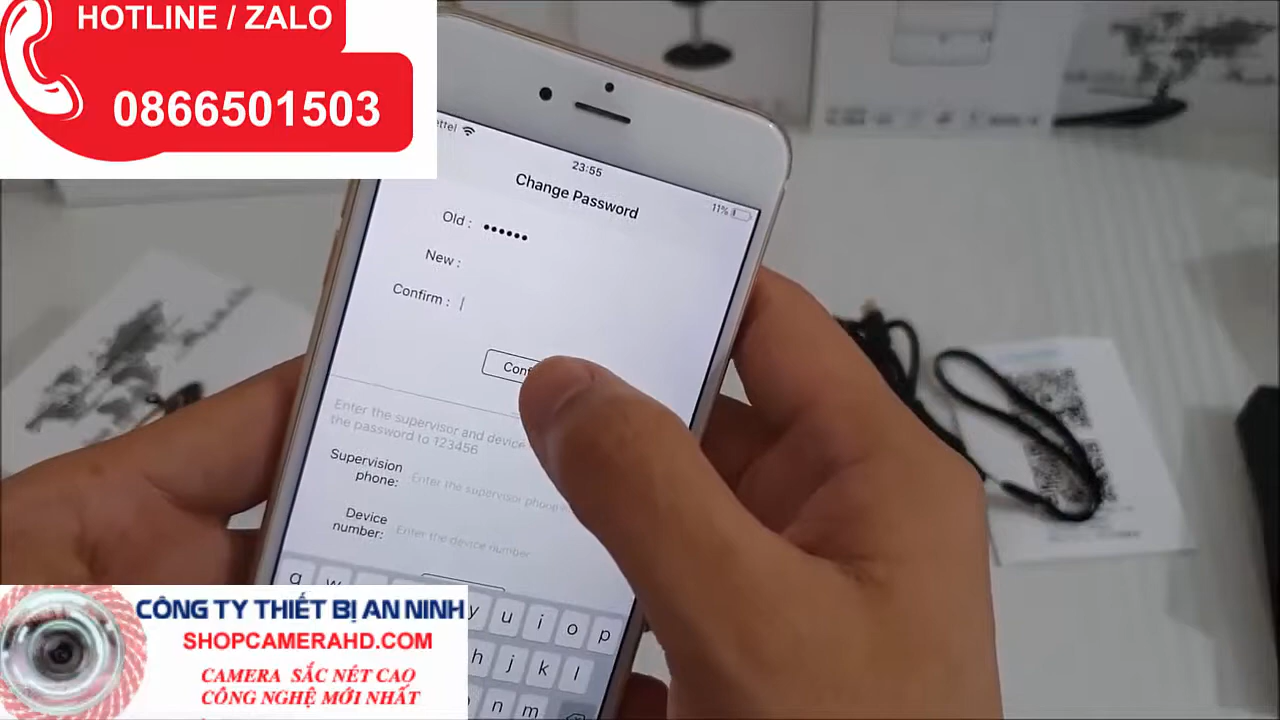 HOTLINE / ZALO
0866501503
23:55
11%
Change Password
Old : ••••••
New :
Confirm :
Enter the supervisor and device
the password to 123456
Supervision
phone:
Enter the supervisor phone
Device
number:
Enter the device number
q w y u i o p
h j k l
n m
CÔNG TY THIẾT BỊ AN NINH
SHOPCAMERAHD.COM
CAMERA SẮC NÉT CAO
CÔNG NGHỆ MỚI NHẤT